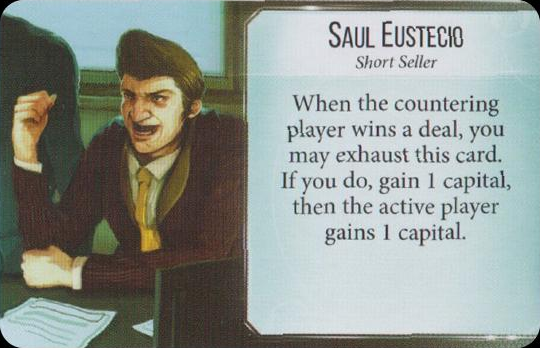 SAUL EUSTECIO
Short Seller
When the countering
player wins a deal, you
may exhaust this card.
If you do, gain 1 capital,
then the active player
gains 1 capital.